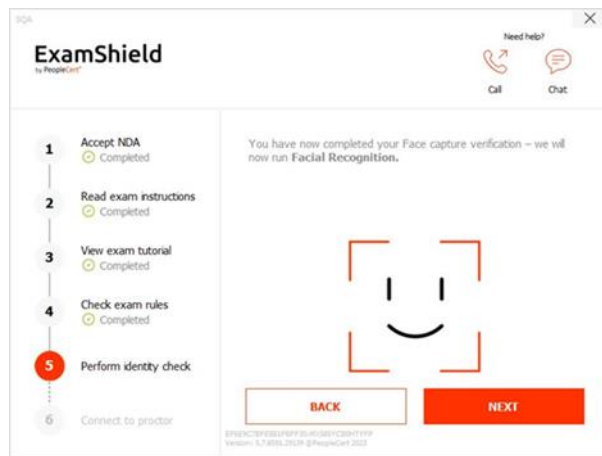 SQA
Need help?
ExamShield
by PeopleCert
Call
Chat
1
Accept NDA
Completed
2
Read exam instructions
Completed
3
View exam tutorial
Completed
4
Check exam rules
Completed
5
Perform identity check
6
Connect to proctor
You have now completed your Face capture verification – we will
now run Facial Recognition.
BACK
NEXT
@PeopleCert 2023